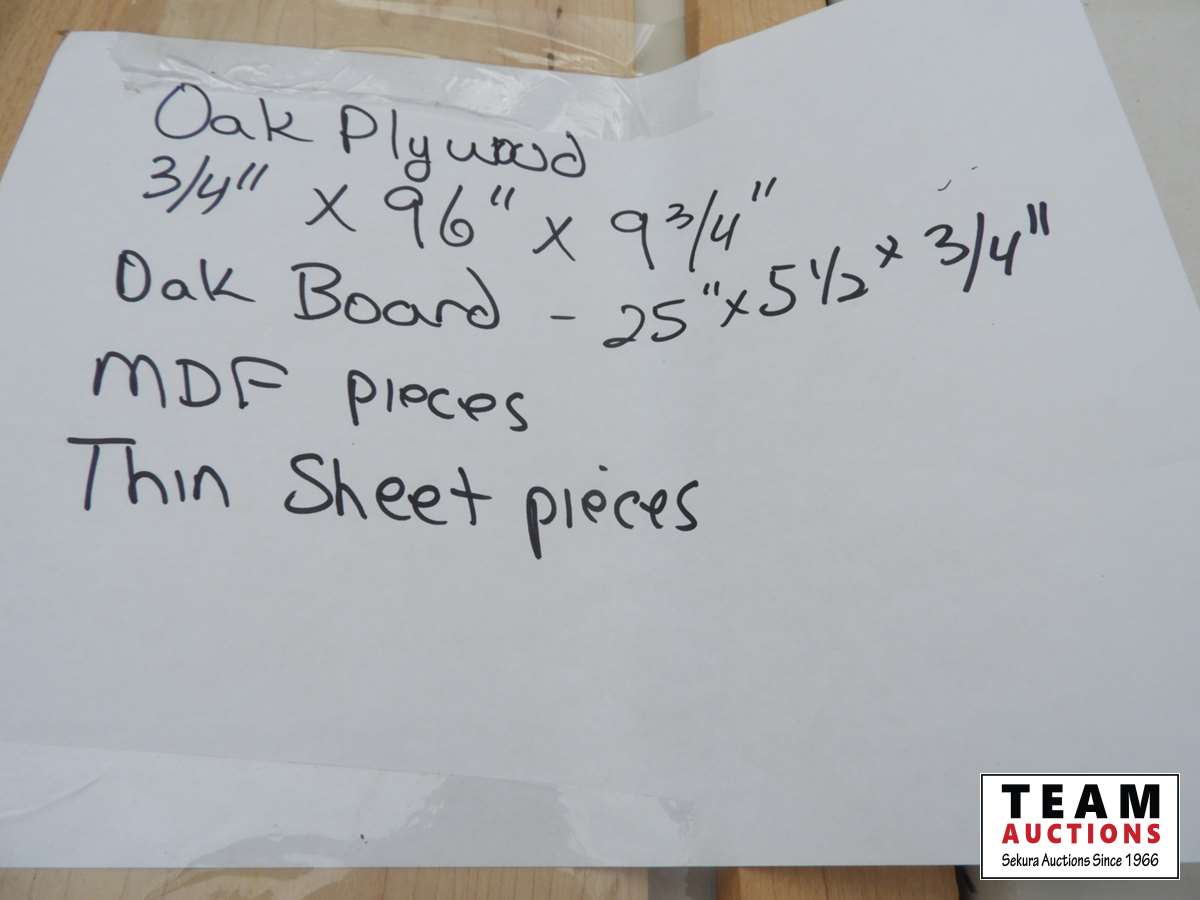 Oak Plywood
3/4" x 96" x 9 3/4"
Oak Board - 25" x 5 1/2 x 3/4"
MDF pieces
Thin Sheet pieces
TEAM
AUCTIONS
Sekura Auctions Since 1966